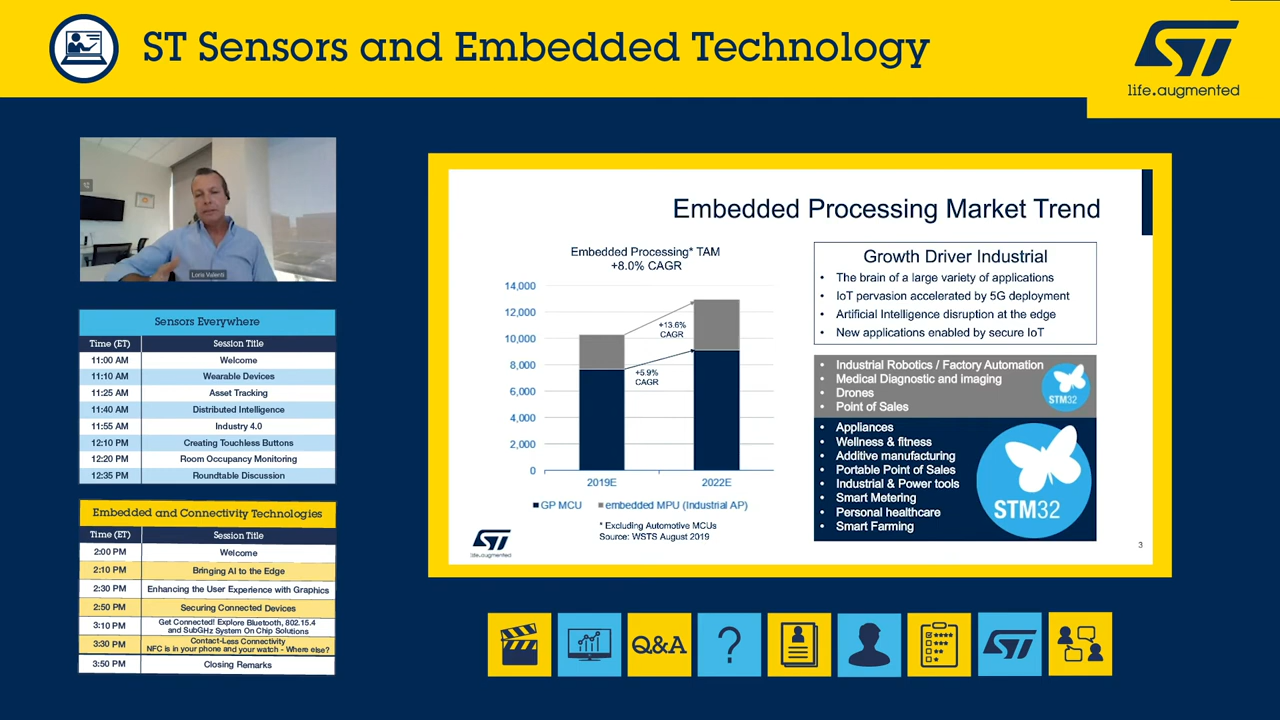 ST Sensors and Embedded Technology
ST
life.augmented
Loris Valenti
Sensors Everywhere
Time (ET) Session Title
11:00 AM Welcome
11:10 AM Wearable Devices
11:25 AM Asset Tracking
11:40 AM Distributed Intelligence
11:55 AM Industry 4.0
12:10 PM Creating Touchless Buttons
12:20 PM Room Occupancy Monitoring
12:35 PM Roundtable Discussion
Embedded and Connectivity Technologies
Time (ET) Session Title
2:00 PM Welcome
2:10 PM Bringing AI to the Edge
2:30 PM Enhancing the User Experience with Graphics
2:50 PM Securing Connected Devices
3:10 PM Get Connected! Explore Bluetooth, 802.15.4
and SubGHz System On Chip Solutions
3:30 PM Contact-Less Connectivity
NFC is in your phone and your watch - Where else?
3:50 PM Closing Remarks
Embedded Processing Market Trend
Embedded Processing* TAM
+8.0% CAGR
14,000
12,000
10,000
8,000
6,000
4,000
2,000
0
+13.6%
CAGR
+5.9%
CAGR
2019E 2022E
GP MCU embedded MPU (Industrial AP)
* Excluding Automotive MCUs
Source: WSTS August 2019
ST
life.augmented
Growth Driver Industrial
• The brain of a large variety of applications
• IoT pervasion accelerated by 5G deployment
• Artificial Intelligence disruption at the edge
• New applications enabled by secure IoT
• Industrial Robotics / Factory Automation
• Medical Diagnostic and imaging
• Drones
• Point of Sales
STM32
• Appliances
• Wellness & fitness
• Additive manufacturing
• Portable Point of Sales
• Industrial & Power tools
• Smart Metering
• Personal healthcare
• Smart Farming
STM32
3
Q&A
?
ST